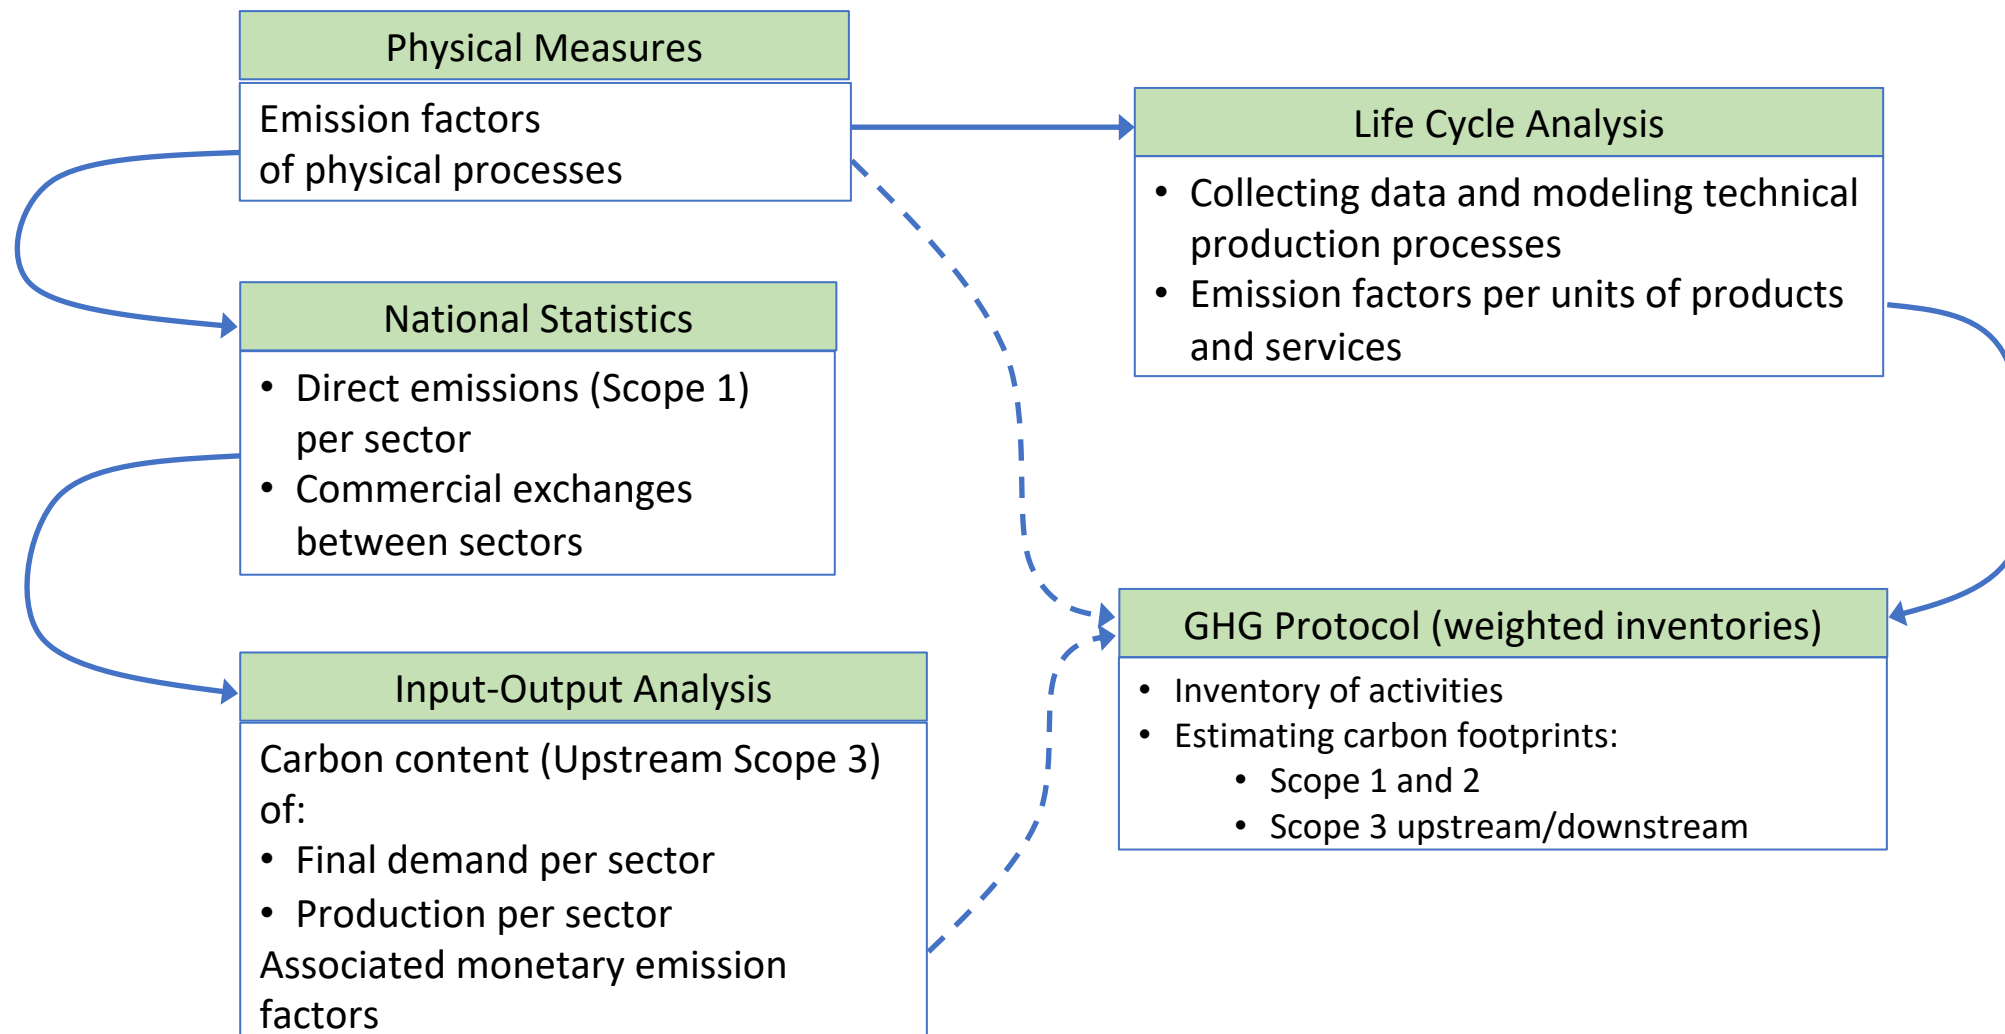 Physical Measures
Emission factors
of physical processes
Life Cycle Analysis
• Collecting data and modeling technical
production processes
• Emission factors per units of products
and services
National Statistics
• Direct emissions (Scope 1)
per sector
• Commercial exchanges
between sectors
GHG Protocol (weighted inventories)
• Inventory of activities
• Estimating carbon footprints:
• Scope 1 and 2
• Scope 3 upstream/downstream
Input-Output Analysis
Carbon content (Upstream Scope 3)
of:
• Final demand per sector
• Production per sector
Associated monetary emission
factors